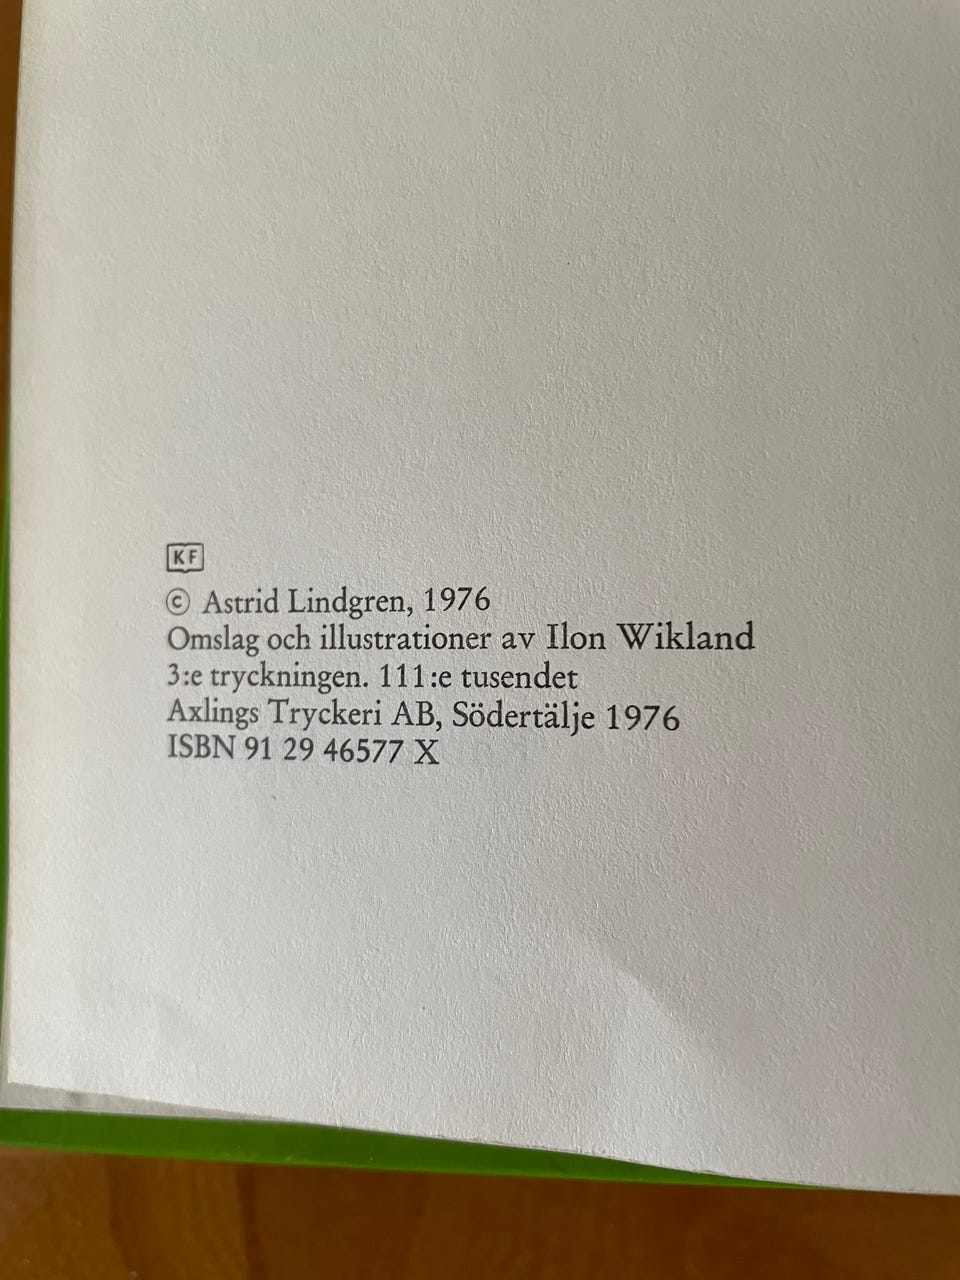 KF
© Astrid Lindgren, 1976
Omslag och illustrationer av Ilon Wikland
3:e tryckningen. 111:e tusendet
Axlings Tryckeri AB, Södertälje 1976
ISBN 91 29 46577 X